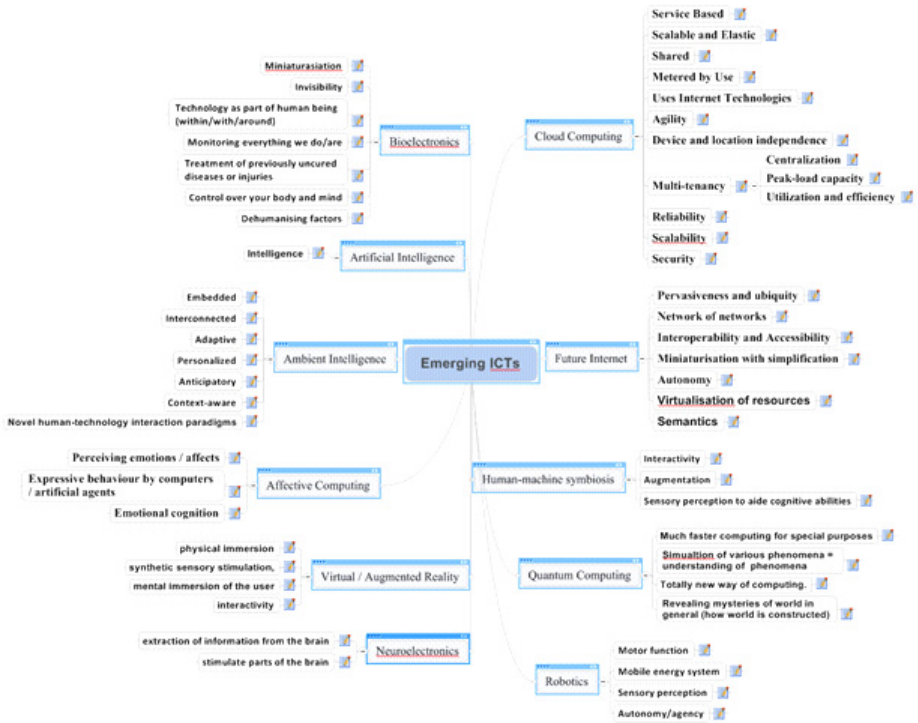 Emerging ICTs
Bioelectronics
Miniaturasiation
Invisibility
Technology as part of human being
(within/with/around)
Monitoring everything we do/are
Treatment of previously uncured
diseases or injuries
Control over your body and mind
Dehumanising factors
Artificial Intelligence
Intelligence
Ambient Intelligence
Embedded
Interconnected
Adaptive
Personalized
Anticipatory
Context-aware
Novel human-technology interaction paradigms
Affective Computing
Perceiving emotions / affects
Expressive behaviour by computers
/ artificial agents
Emotional cognition
Virtual / Augmented Reality
physical immersion
synthetic sensory stimulation,
mental immersion of the user
interactivity
Neuroelectronics
extraction of information from the brain
stimulate parts of the brain
Cloud Computing
Service Based
Scalable and Elastic
Shared
Metered by Use
Uses Internet Technologies
Agility
Device and location independence
Multi-tenancy
Centralization
Peak-load capacity
Utilization and efficiency
Reliability
Scalability
Security
Future Internet
Pervasiveness and ubiquity
Network of networks
Interoperability and Accessibility
Miniaturisation with simplification
Autonomy
Virtualisation of resources
Semantics
Human-machine symbiosis
Interactivity
Augmentation
Sensory perception to aide cognitive abilities
Quantum Computing
Much faster computing for special purposes
Simualtion of various phenomena =
understanding of phenomena
Totally new way of computing.
Revealing mysteries of world in
general (how world is constructed)
Robotics
Motor function
Mobile energy system
Sensory perception
Autonomy/agency